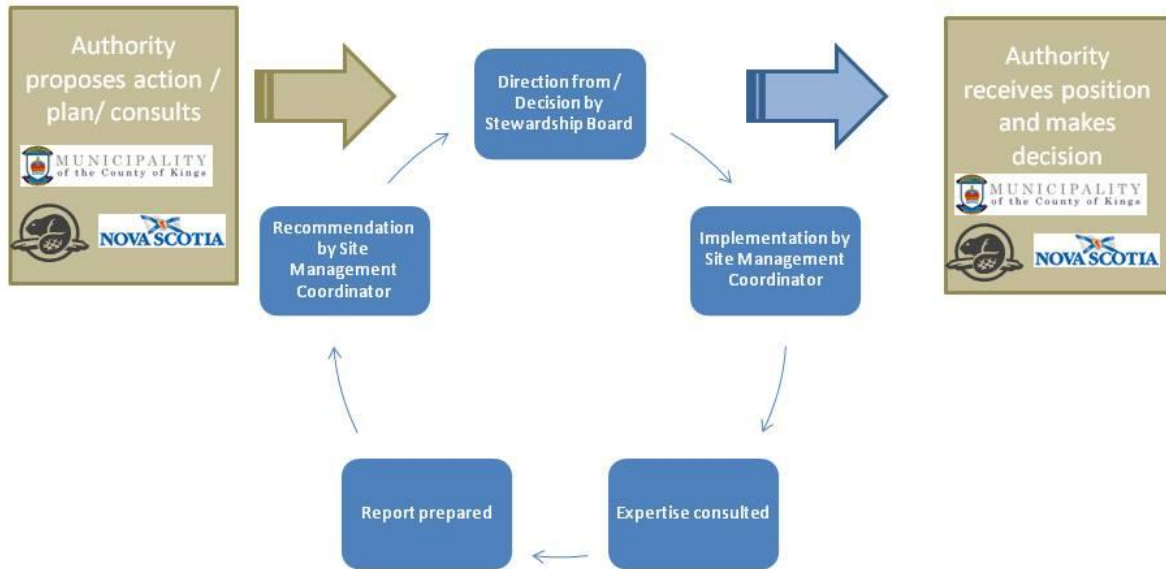 Authority
proposes action /
plan/ consults
MUNICIPALITY
of the County of Kings
NOVA SCOTIA
Direction from /
Decision by
Stewardship Board
Authority
receives position
and makes
decision
MUNICIPALITY
of the County of Kings
NOVA SCOTIA
Recommendation
by Site
Management
Coordinator
Implementation by
Site Management
Coordinator
Report prepared
Expertise consulted